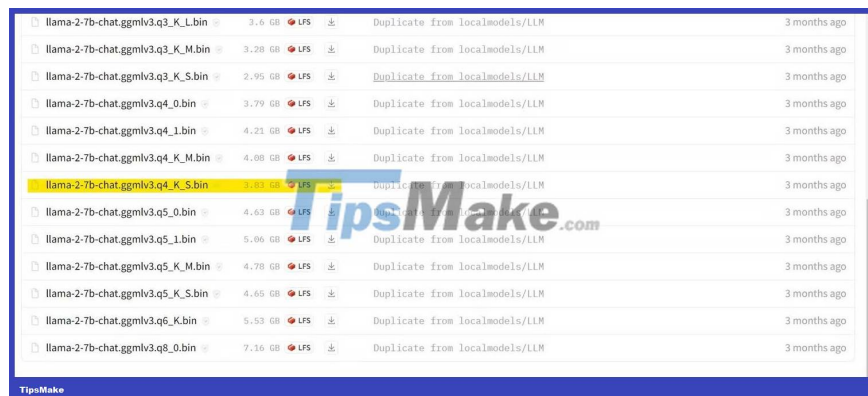 llama-2-7b-chat.ggmlv3.q3_K_L.bin 3.6 GB LFS Duplicate from localmodels/LLM 3 months ago
llama-2-7b-chat.ggmlv3.q3_K_M.bin 3.28 GB LFS Duplicate from localmodels/LLM 3 months ago
llama-2-7b-chat.ggmlv3.q3_K_S.bin 2.95 GB LFS Duplicate from localmodels/LLM 3 months ago
llama-2-7b-chat.ggmlv3.q4_0.bin 3.79 GB LFS Duplicate from localmodels/LLM 3 months ago
llama-2-7b-chat.ggmlv3.q4_1.bin 4.21 GB LFS Duplicate from localmodels/LLM 3 months ago
llama-2-7b-chat.ggmlv3.q4_K_M.bin 4.08 GB LFS Duplicate from localmodels/LLM 3 months ago
llama-2-7b-chat.ggmlv3.q4_K_S.bin 3.83 GB LFS Duplicate from localmodels/LLM 3 months ago
TipsMake.com
llama-2-7b-chat.ggmlv3.q5_0.bin 4.63 GB LFS Duplicate from localmodels/LLM 3 months ago
llama-2-7b-chat.ggmlv3.q5_1.bin 5.06 GB LFS Duplicate from localmodels/LLM 3 months ago
llama-2-7b-chat.ggmlv3.q5_K_M.bin 4.78 GB LFS Duplicate from localmodels/LLM 3 months ago
llama-2-7b-chat.ggmlv3.q5_K_S.bin 4.65 GB LFS Duplicate from localmodels/LLM 3 months ago
llama-2-7b-chat.ggmlv3.q6_K.bin 5.53 GB LFS Duplicate from localmodels/LLM 3 months ago
llama-2-7b-chat.ggmlv3.q8_0.bin 7.16 GB LFS Duplicate from localmodels/LLM 3 months ago
TipsMake